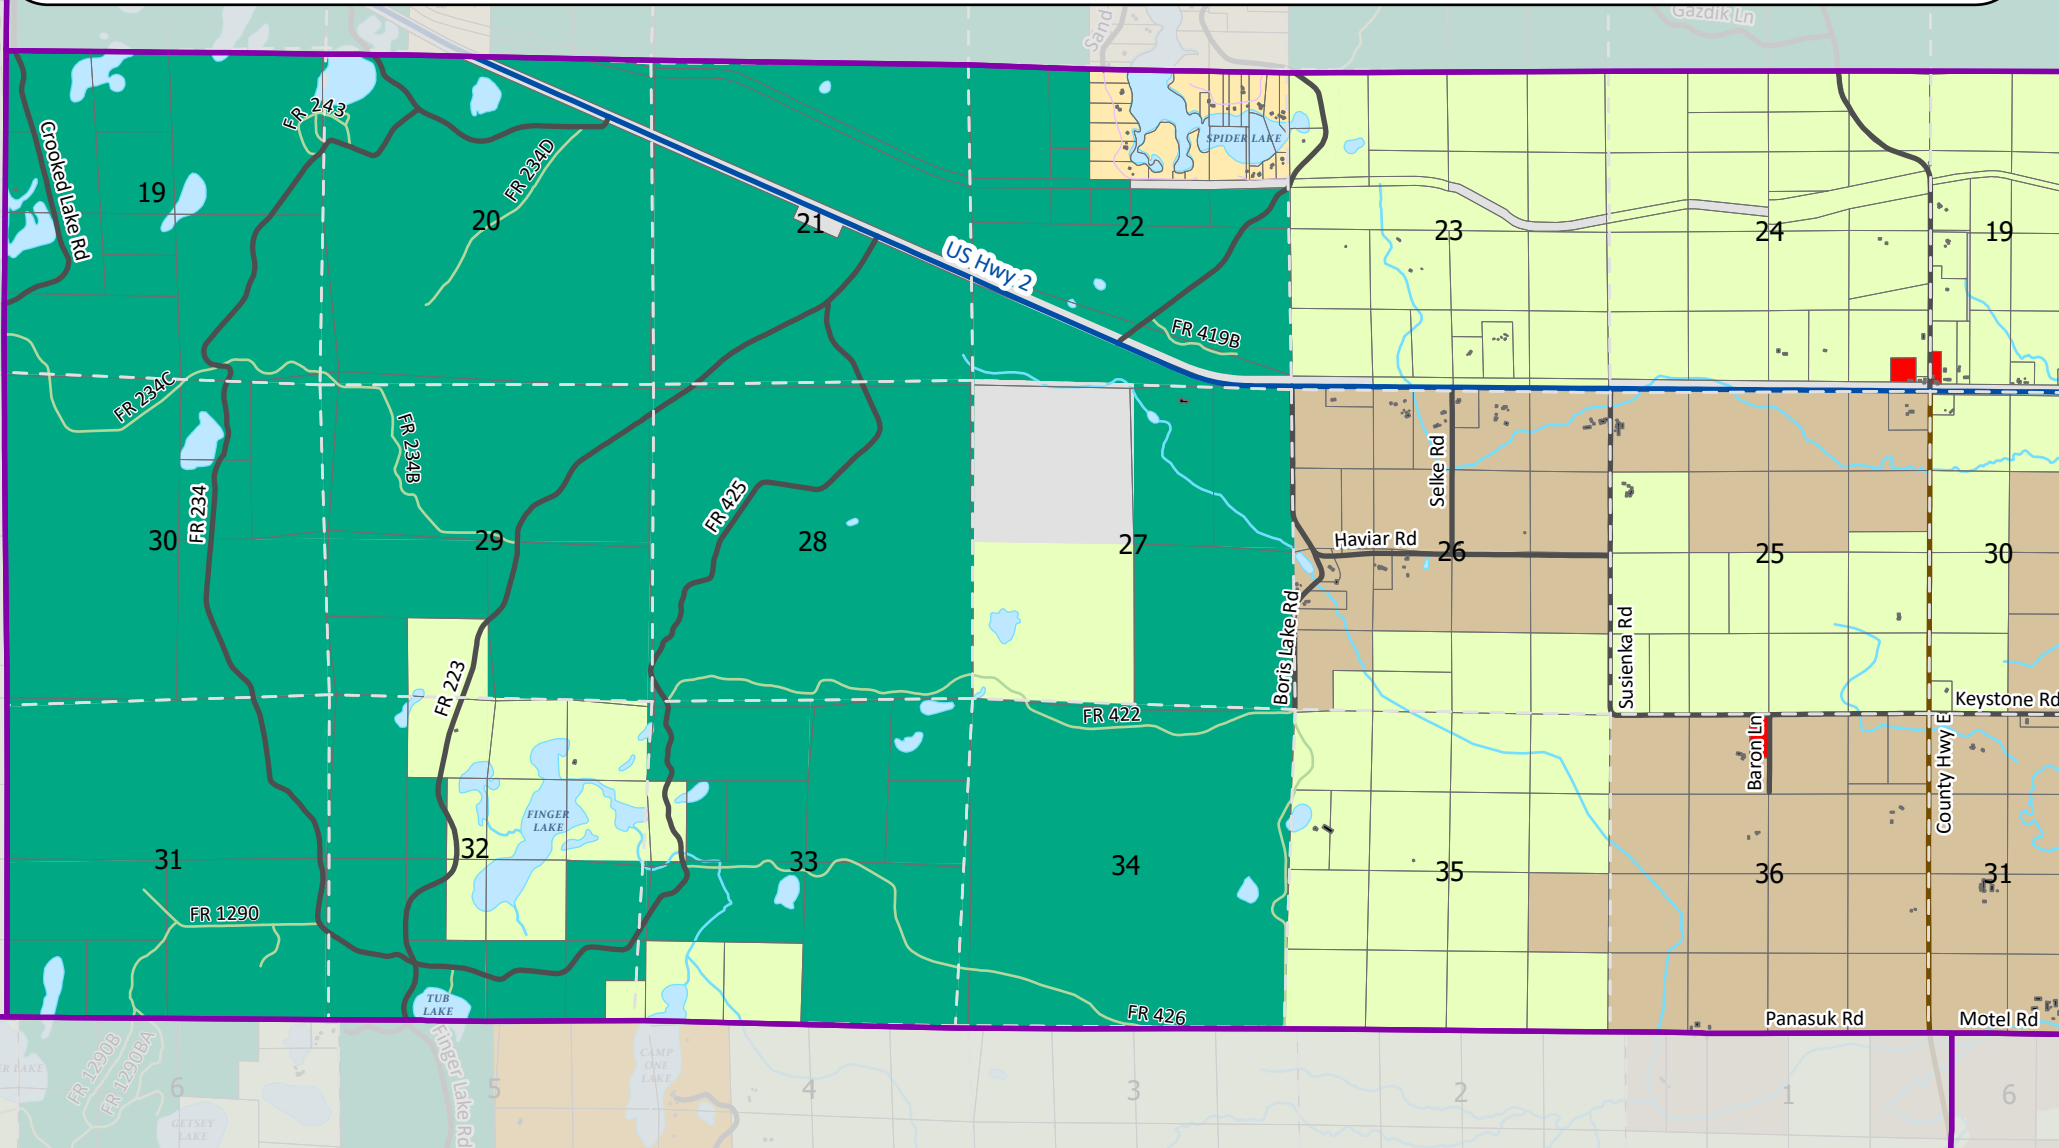 Gazdik Ln
Sand
FR 243
Crooked Lake Rd
SPIDER LAKE
FR 234D
19
20
21
22
23
24
19
US Hwy 2
FR 419B
FR 234C
FR 234B
Selke Rd
FR 234
FR 425
30
29
28
27
Haviar Rd
26
25
30
Boris Lake Rd
Susienka Rd
FR 223
Keystone Rd
FR 422
Baron Ln
County Hwy E
FINGER
LAKE
31
32
33
34
35
36
31
FR 1290
TUB
LAKE
FR 426
Panasuk Rd
Motel Rd
FR 1290B
FR 1290BA
Finger Lake Rd
CAMP
ONE
LAKE
ER LAKE
6
5
4
3
2
1
6
GETSEY
LAKE